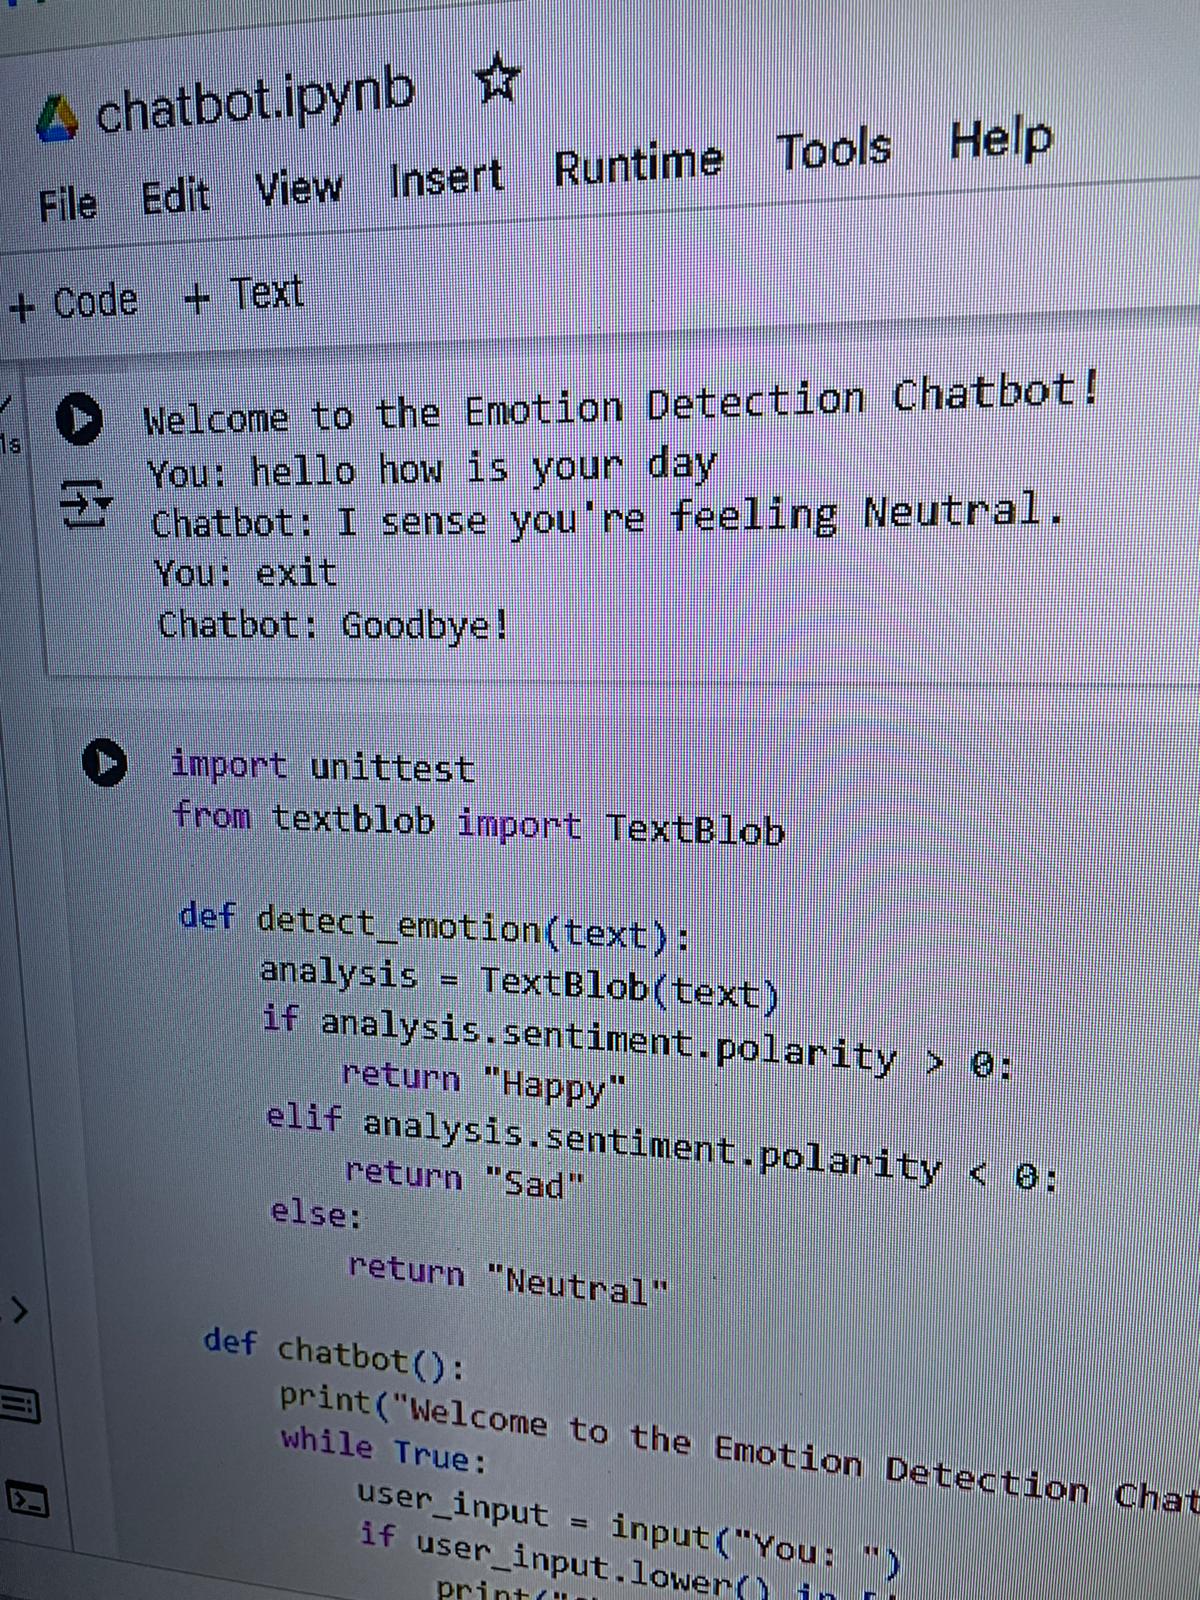 chatbot.ipynb
File Edit View Insert Runtime Tools Help
+ Code + Text
1s
Welcome to the Emotion Detection Chatbot!
You: hello how is your day
Chatbot: I sense you're feeling Neutral.
You: exit
Chatbot: Goodbye!
import unittest
from textblob import TextBlob
def detect_emotion(text):
analysis = TextBlob(text)
if analysis.sentiment.polarity > 0:
return "Happy"
elif analysis.sentiment.polarity < 0:
return "Sad"
else:
return "Neutral"
def chatbot():
print("Welcome to the Emotion Detection Chat
while True:
user_input = input("You: ")
if user_input.lower() in ['
print("